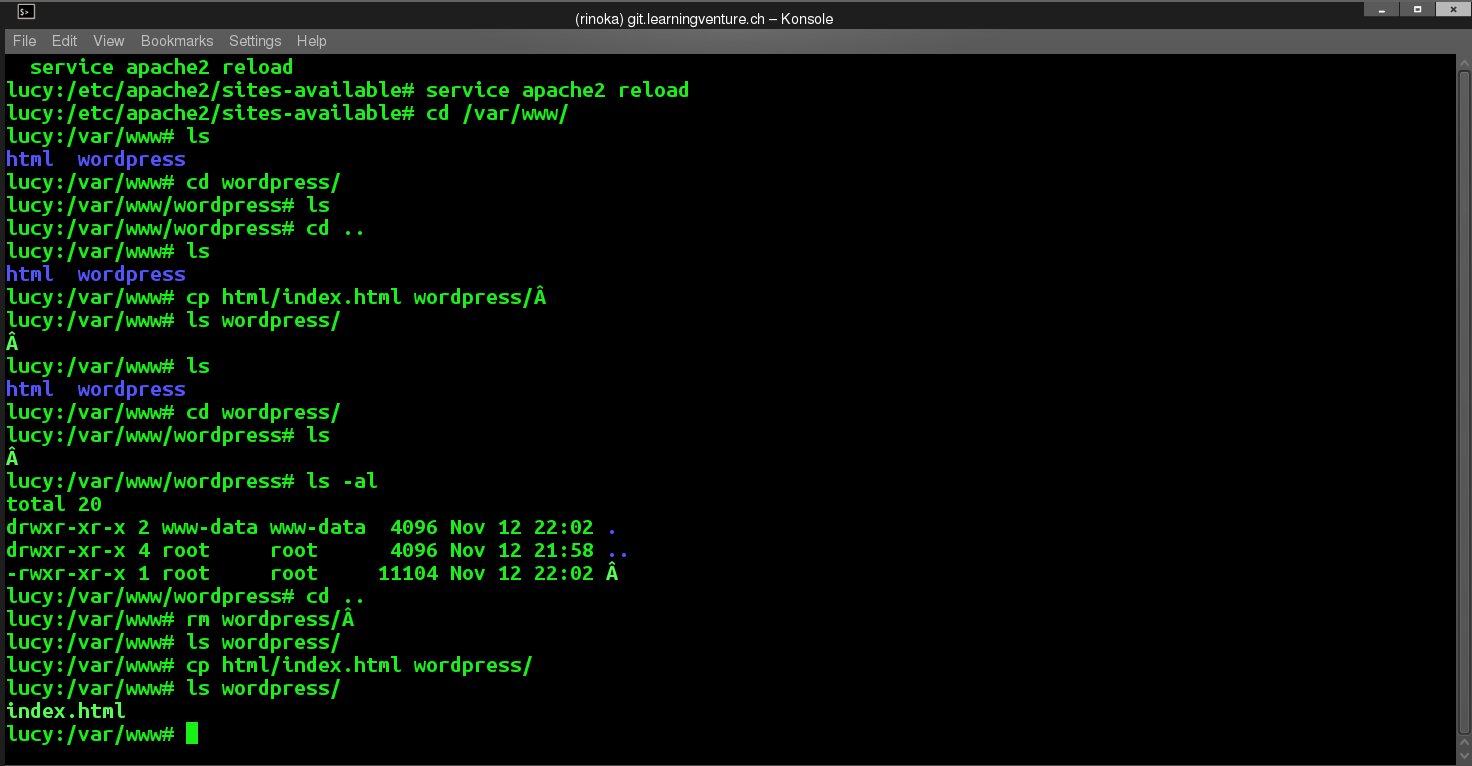 (rinoka) git.learningventure.ch – Konsole
File Edit View Bookmarks Settings Help
  service apache2 reload
lucy:/etc/apache2/sites-available# service apache2 reload
lucy:/etc/apache2/sites-available# cd /var/www/
lucy:/var/www# ls
html  wordpress
lucy:/var/www# cd wordpress/
lucy:/var/www/wordpress# ls
lucy:/var/www/wordpress# cd ..
lucy:/var/www# ls
html  wordpress
lucy:/var/www# cp html/index.html wordpress/Â
lucy:/var/www# ls wordpress/
Â
lucy:/var/www# ls
html  wordpress
lucy:/var/www# cd wordpress/
lucy:/var/www/wordpress# ls
Â
lucy:/var/www/wordpress# ls -al
total 20
drwxr-xr-x 2 www-data www-data  4096 Nov 12 22:02 .
drwxr-xr-x 4 root     root      4096 Nov 12 21:58 ..
-rwxr-xr-x 1 root     root     11104 Nov 12 22:02 Â
lucy:/var/www/wordpress# cd ..
lucy:/var/www# rm wordpress/Â
lucy:/var/www# ls wordpress/
lucy:/var/www# cp html/index.html wordpress/
lucy:/var/www# ls wordpress/
index.html
lucy:/var/www#